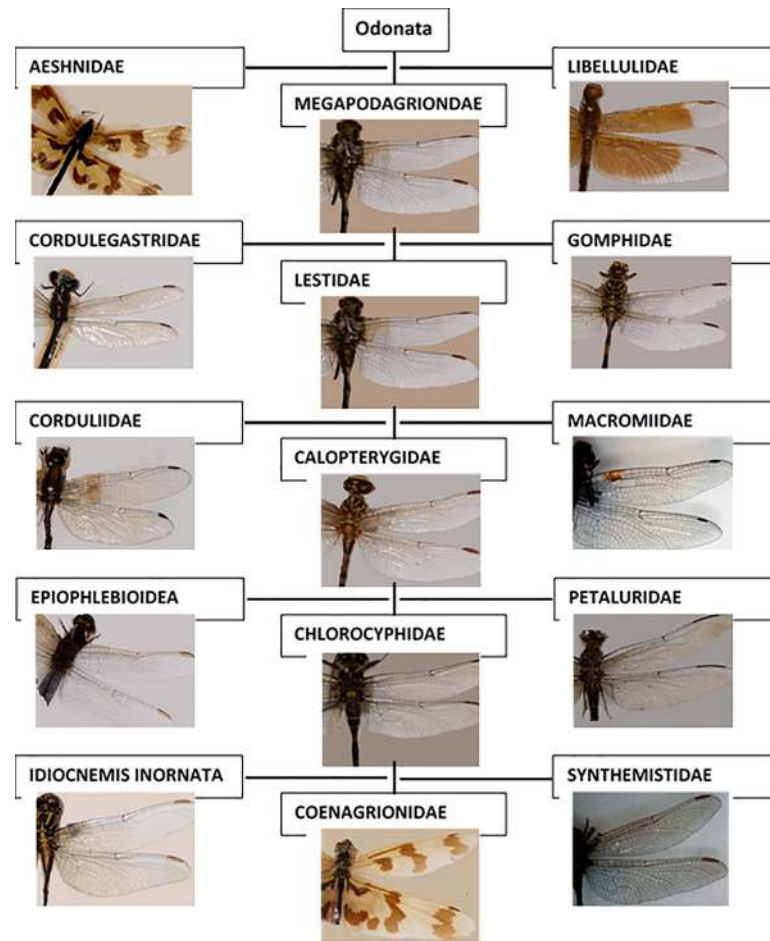 Odonata
AESHNIDAE
LIBELLULIDAE
MEGAPODAGRIONDAE
CORDULEGASTRIDAE
GOMPHIDAE
LESTIDAE
CORDULIIDAE
MACROMIIDAE
CALOPTERYGIDAE
EPIOPHLEBIOIDEA
PETALURIDAE
CHLOROCYPHIDAE
IDIOCNEMIS INORNATA
SYNTHEMISTIDAE
COENAGRIONIDAE